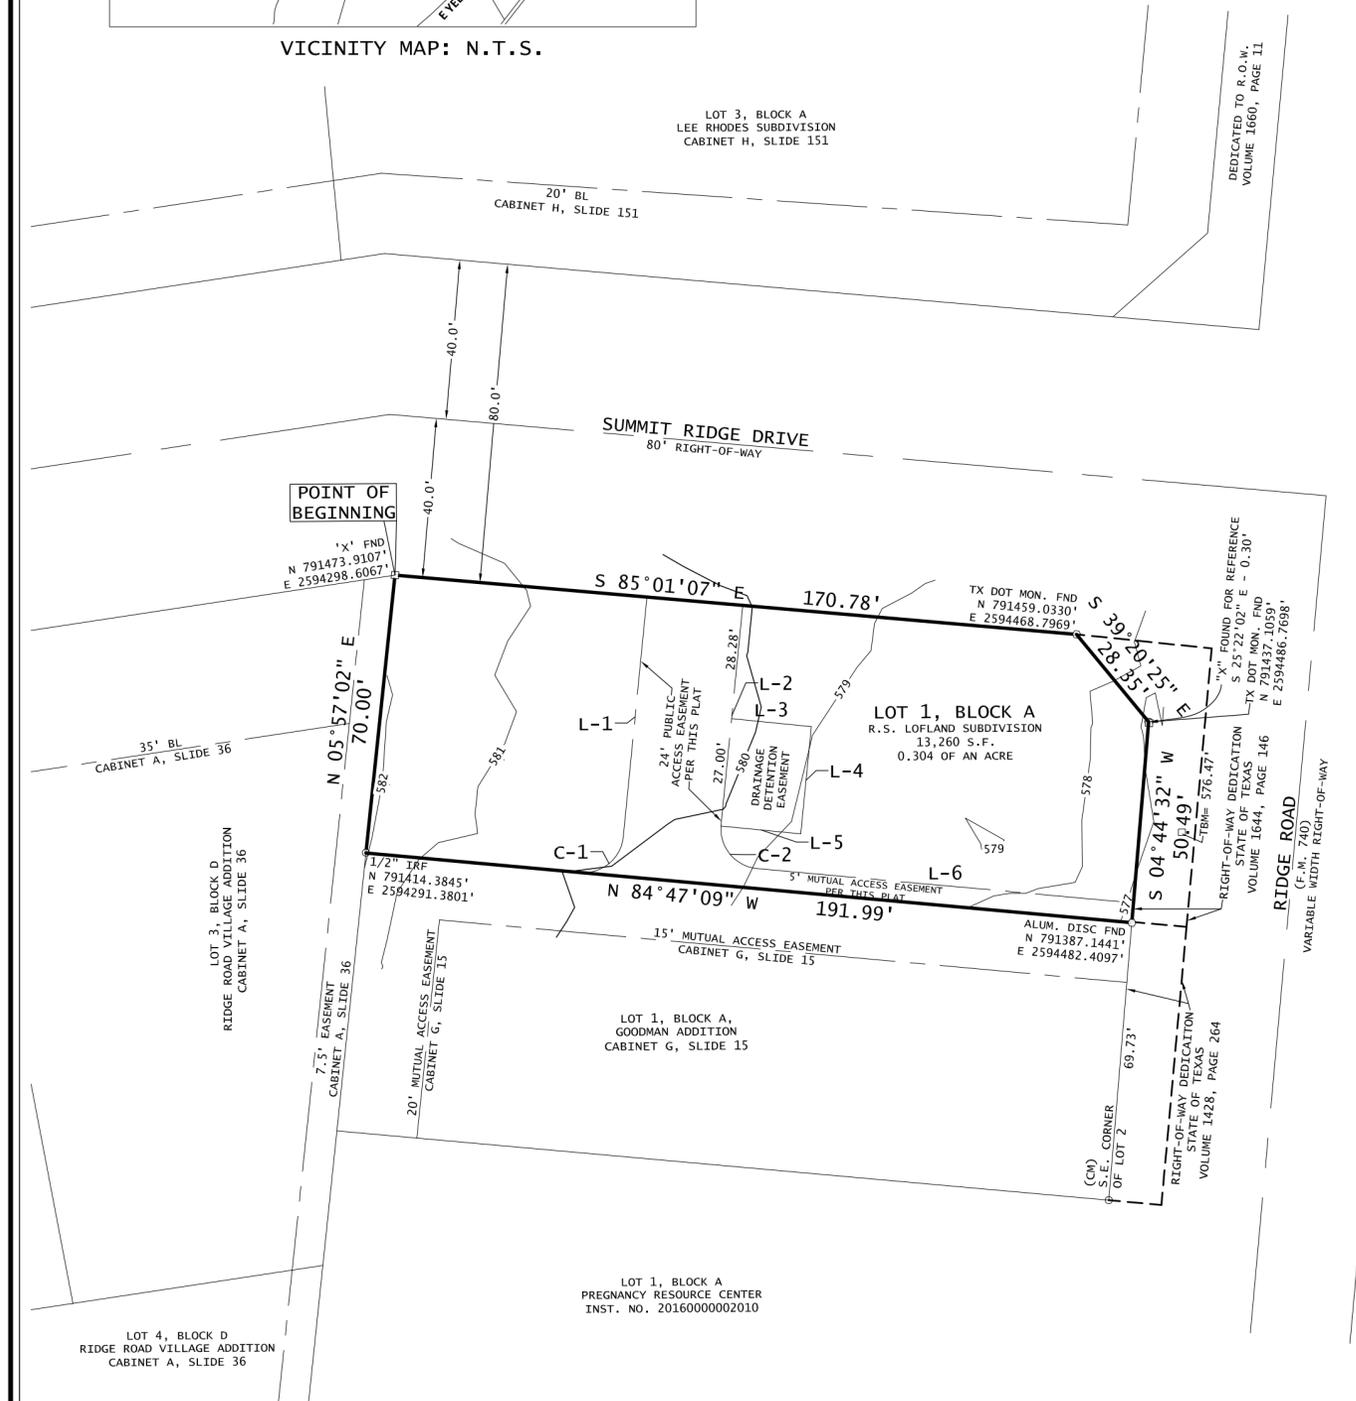 E YEL
VICINITY MAP: N.T.S.
LOT 3, BLOCK A
LEE RHODES SUBDIVISION
CABINET H, SLIDE 151
DEDICATED TO R.O.W.
VOLUME 1660, PAGE 11
20' BL
CABINET H, SLIDE 151
40.0'
80.0'
40.0'
SUMMIT RIDGE DRIVE
80' RIGHT-OF-WAY
POINT OF
BEGINNING
'X' FND
N 791473.9107'
E 2594298.6067'
S 85°01'07" E
170.78'
TX DOT MON. FND
N 791459.0330'
E 2594468.7969'
S 39°20'25" E
28.35'
"X" FOUND FOR REFERENCE
S 25°22'02" E - 0.30'
TX DOT MON. FND
N 791437.1059'
E 2594486.7698'
N 05°57'02" E
70.00'
28.28'
L-2
L-3
L-1
24' PUBLIC
ACCESS EASEMENT
PER THIS PLAT
579
LOT 1, BLOCK A
R.S. LOFLAND SUBDIVISION
13,260 S.F.
0.304 OF AN ACRE
35' BL
CABINET A, SLIDE 36
582
581
27.00'
580
DRAINAGE
DETENTION
EASEMENT
L-4
578
S 04°44'32" W
50.49'
TBM= 576.47'
RIGHT-OF-WAY DEDICATION
STATE OF TEXAS
VOLUME 1644, PAGE 146
RIDGE ROAD
(F.M. 740)
VARIABLE WIDTH RIGHT-OF-WAY
C-1
L-5
C-2
579
L-6
5' MUTUAL ACCESS EASEMENT
PER THIS PLAT
577
1/2" IRF
N 791414.3845'
E 2594291.3801'
N 84°47'09" W
191.99'
ALUM. DISC FND
N 791387.1441'
E 2594482.4097'
15' MUTUAL ACCESS EASEMENT
CABINET G, SLIDE 15
LOT 3, BLOCK D
RIDGE ROAD VILLAGE ADDITION
CABINET A, SLIDE 36
7.5' EASEMENT
CABINET A, SLIDE 36
20' MUTUAL ACCESS EASEMENT
CABINET G, SLIDE 15
LOT 1, BLOCK A,
GOODMAN ADDITION
CABINET G, SLIDE 15
69.73'
RIGHT-OF-WAY DEDICAITON
STATE OF TEXAS
VOLUME 1428, PAGE 264
(CM)
S.E. CORNER
OF LOT 2
LOT 1, BLOCK A
PREGNANCY RESOURCE CENTER
INST. NO. 20160000002010
LOT 4, BLOCK D
RIDGE ROAD VILLAGE ADDITION
CABINET A, SLIDE 36